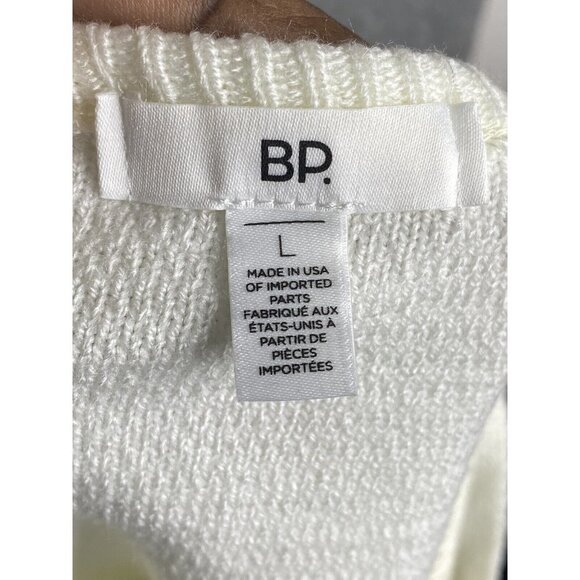 BP.
L
MADE IN USA
OF IMPORTED
PARTS
FABRIQUÉ AUX
ÉTATS-UNIS À
PARTIR DE
PIÈCES
IMPORTÉES